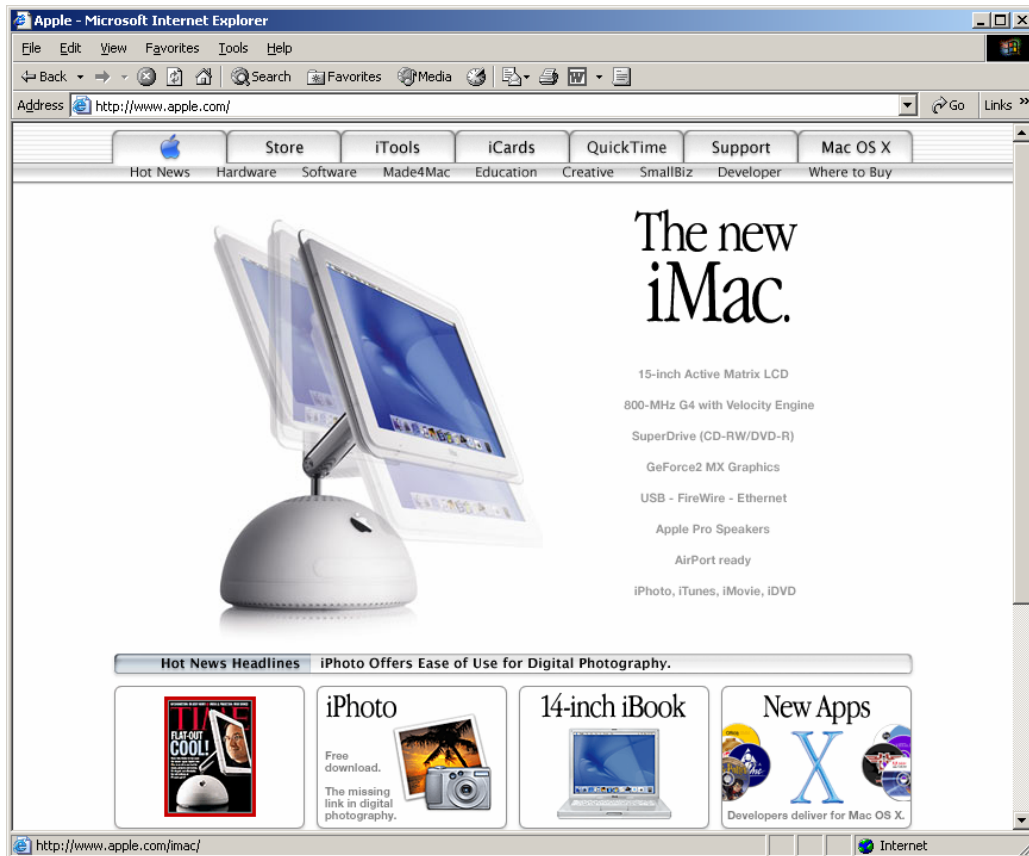 Apple - Microsoft Internet Explorer
File Edit View Favorites Tools Help
Back Search Favorites Media
Address http://www.apple.com/ Go Links »
Store iTools iCards QuickTime Support Mac OS X
Hot News Hardware Software Made4Mac Education Creative SmallBiz Developer Where to Buy
The new
iMac.
15-inch Active Matrix LCD
800-MHz G4 with Velocity Engine
SuperDrive (CD-RW/DVD-R)
GeForce2 MX Graphics
USB - FireWire - Ethernet
Apple Pro Speakers
AirPort ready
iPhoto, iTunes, iMovie, iDVD
Hot News Headlines iPhoto Offers Ease of Use for Digital Photography.
TIME
FLAT-OUT
COOL!
iPhoto
Free
download.
The missing
link in digital
photography.
14-inch iBook
New Apps
X
Developers deliver for Mac OS X.
http://www.apple.com/imac/ Internet